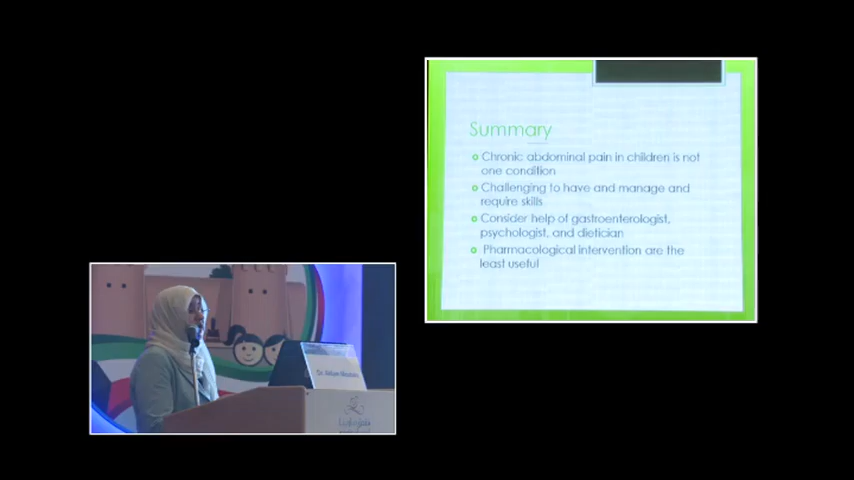 Summary
Chronic abdominal pain in children is not
one condition
Challenging to have and manage and
require skills
Consider help of gastroenterologist,
psychologist, and dietician
Pharmacological intervention are the
least useful
Dr.